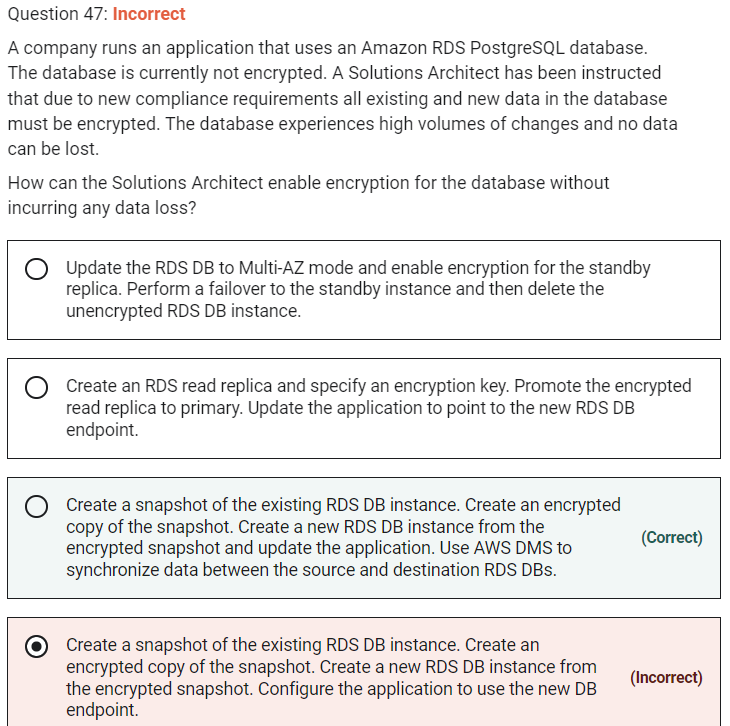 Question 47: Incorrect
A company runs an application that uses an Amazon RDS PostgreSQL database.
The database is currently not encrypted. A Solutions Architect has been instructed
that due to new compliance requirements all existing and new data in the database
must be encrypted. The database experiences high volumes of changes and no data
can be lost.
How can the Solutions Architect enable encryption for the database without
incurring any data loss?
Update the RDS DB to Multi-AZ mode and enable encryption for the standby
replica. Perform a failover to the standby instance and then delete the
unencrypted RDS DB instance.
Create an RDS read replica and specify an encryption key. Promote the encrypted
read replica to primary. Update the application to point to the new RDS DB
endpoint.
Create a snapshot of the existing RDS DB instance. Create an encrypted
copy of the snapshot. Create a new RDS DB instance from the
encrypted snapshot and update the application. Use AWS DMS to
synchronize data between the source and destination RDS DBs.
(Correct)
Create a snapshot of the existing RDS DB instance. Create an
encrypted copy of the snapshot. Create a new RDS DB instance from
the encrypted snapshot. Configure the application to use the new DB
endpoint.
(Incorrect)